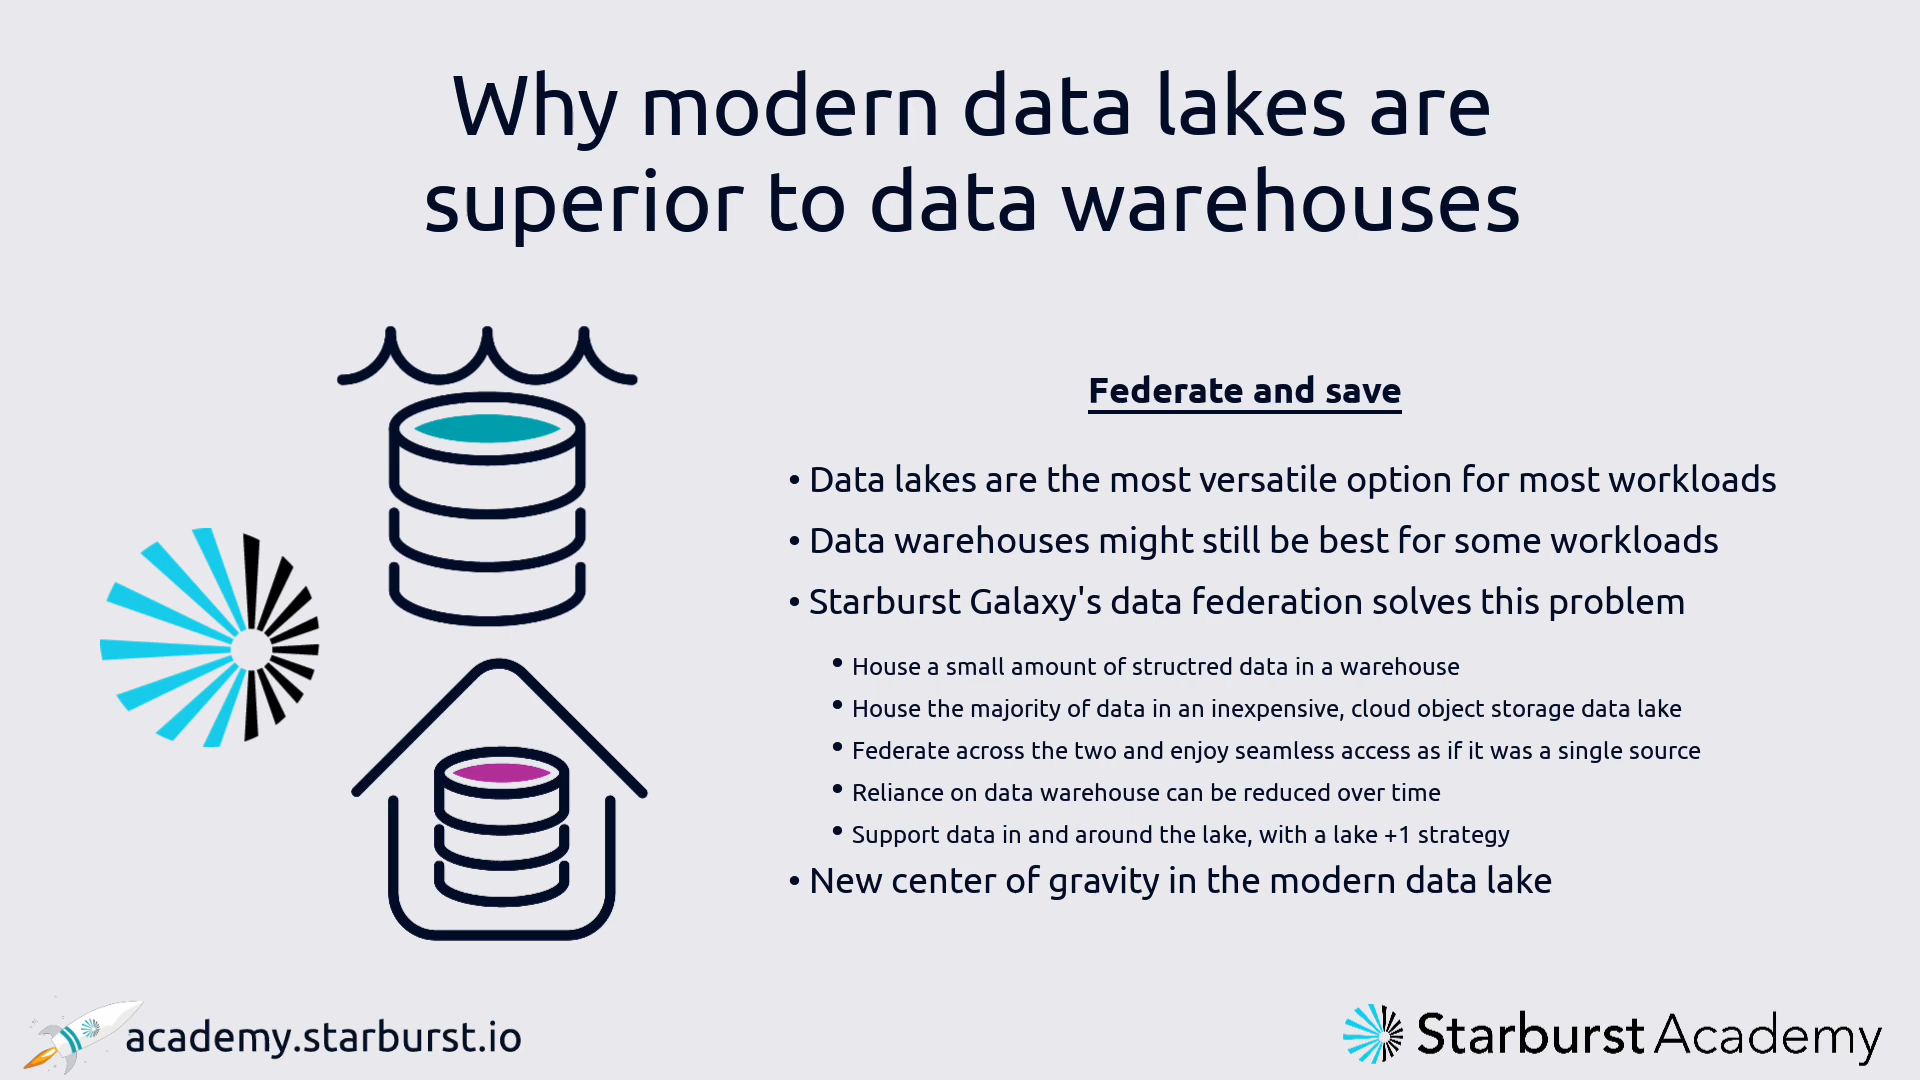 Why modern data lakes are
superior to data warehouses
Federate and save
• Data lakes are the most versatile option for most workloads
• Data warehouses might still be best for some workloads
• Starburst Galaxy's data federation solves this problem
• House a small amount of structred data in a warehouse
• House the majority of data in an inexpensive, cloud object storage data lake
• Federate across the two and enjoy seamless access as if it was a single source
• Reliance on data warehouse can be reduced over time
• Support data in and around the lake, with a lake +1 strategy
• New center of gravity in the modern data lake
academy.starburst.io
Starburst Academy